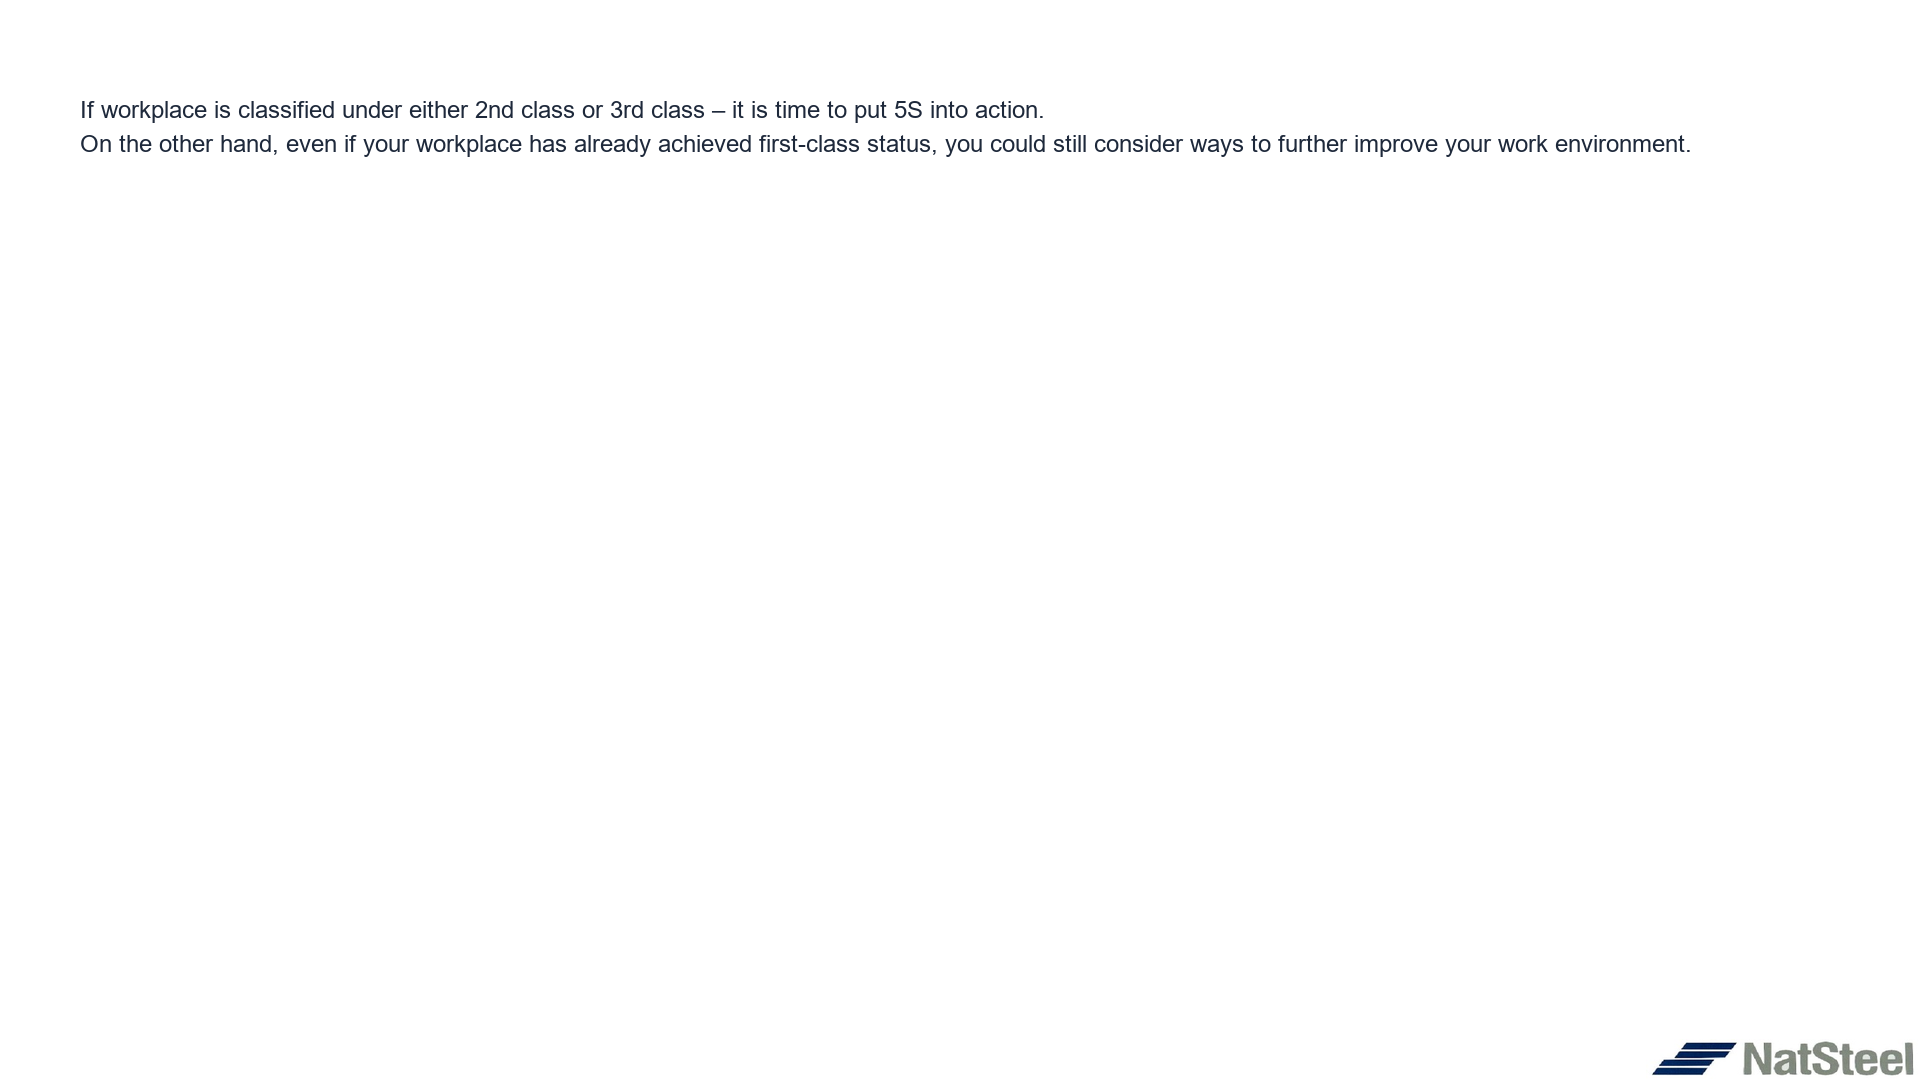 If workplace is classified under either 2nd class or 3rd class – it is time to put 5S into action.
On the other hand, even if your workplace has already achieved first-class status, you could still consider ways to further improve your work environment.
NatSteel